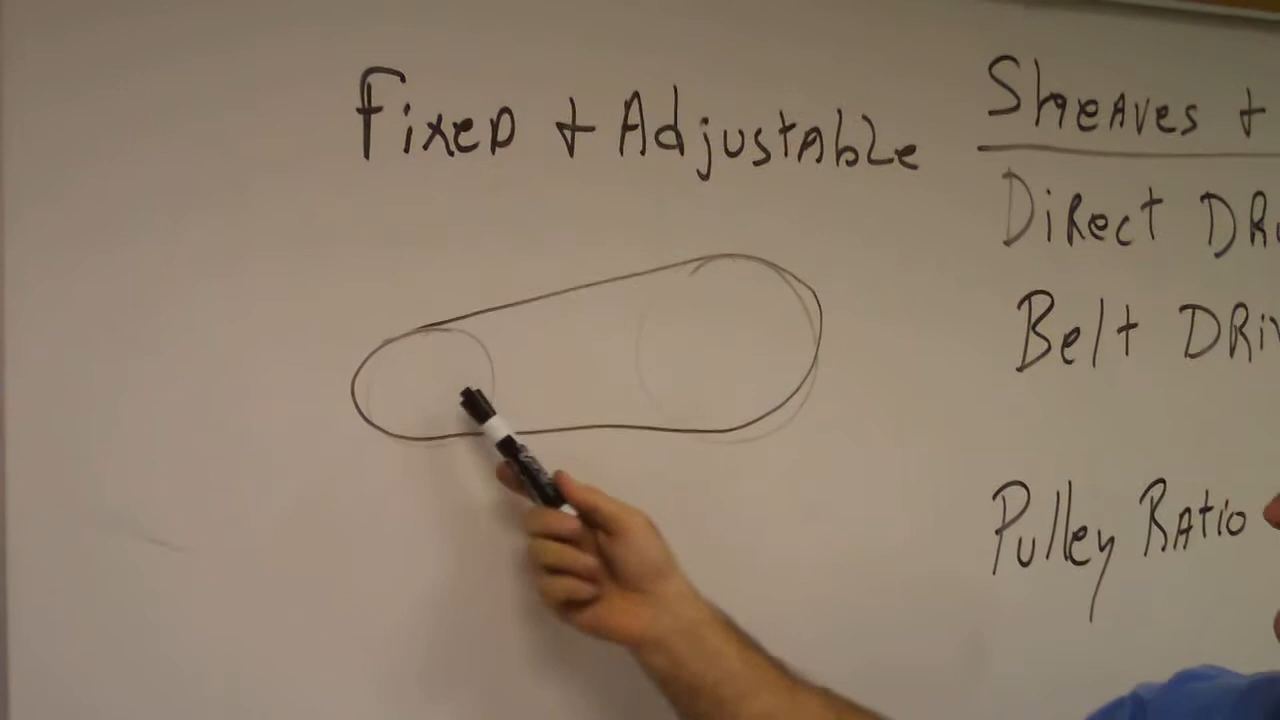 Fixed + Adjustable
Sheaves +
Direct
Belt
Pulley Ratio